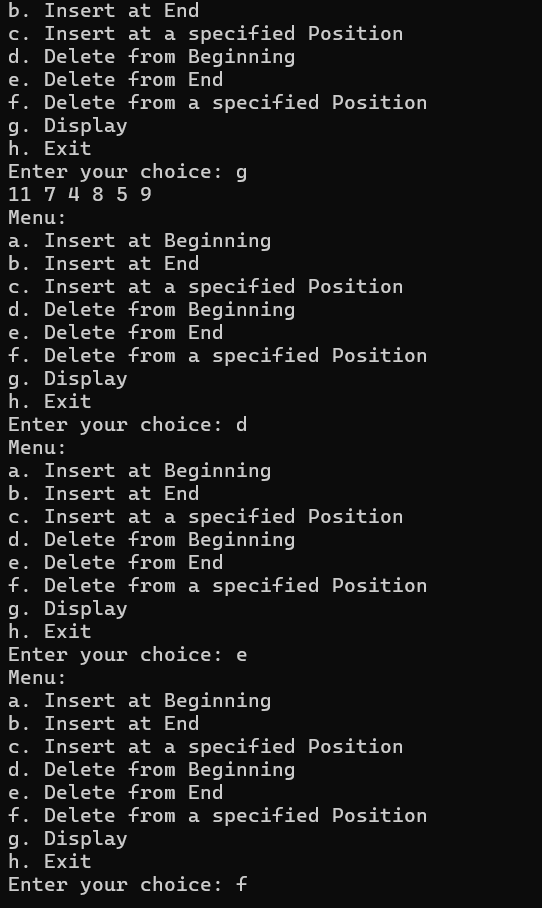 b. Insert at End
c. Insert at a specified Position
d. Delete from Beginning
e. Delete from End
f. Delete from a specified Position
g. Display
h. Exit
Enter your choice: g
11 7 4 8 5 9
Menu:
a. Insert at Beginning
b. Insert at End
c. Insert at a specified Position
d. Delete from Beginning
e. Delete from End
f. Delete from a specified Position
g. Display
h. Exit
Enter your choice: d
Menu:
a. Insert at Beginning
b. Insert at End
c. Insert at a specified Position
d. Delete from Beginning
e. Delete from End
f. Delete from a specified Position
g. Display
h. Exit
Enter your choice: e
Menu:
a. Insert at Beginning
b. Insert at End
c. Insert at a specified Position
d. Delete from Beginning
e. Delete from End
f. Delete from a specified Position
g. Display
h. Exit
Enter your choice: f